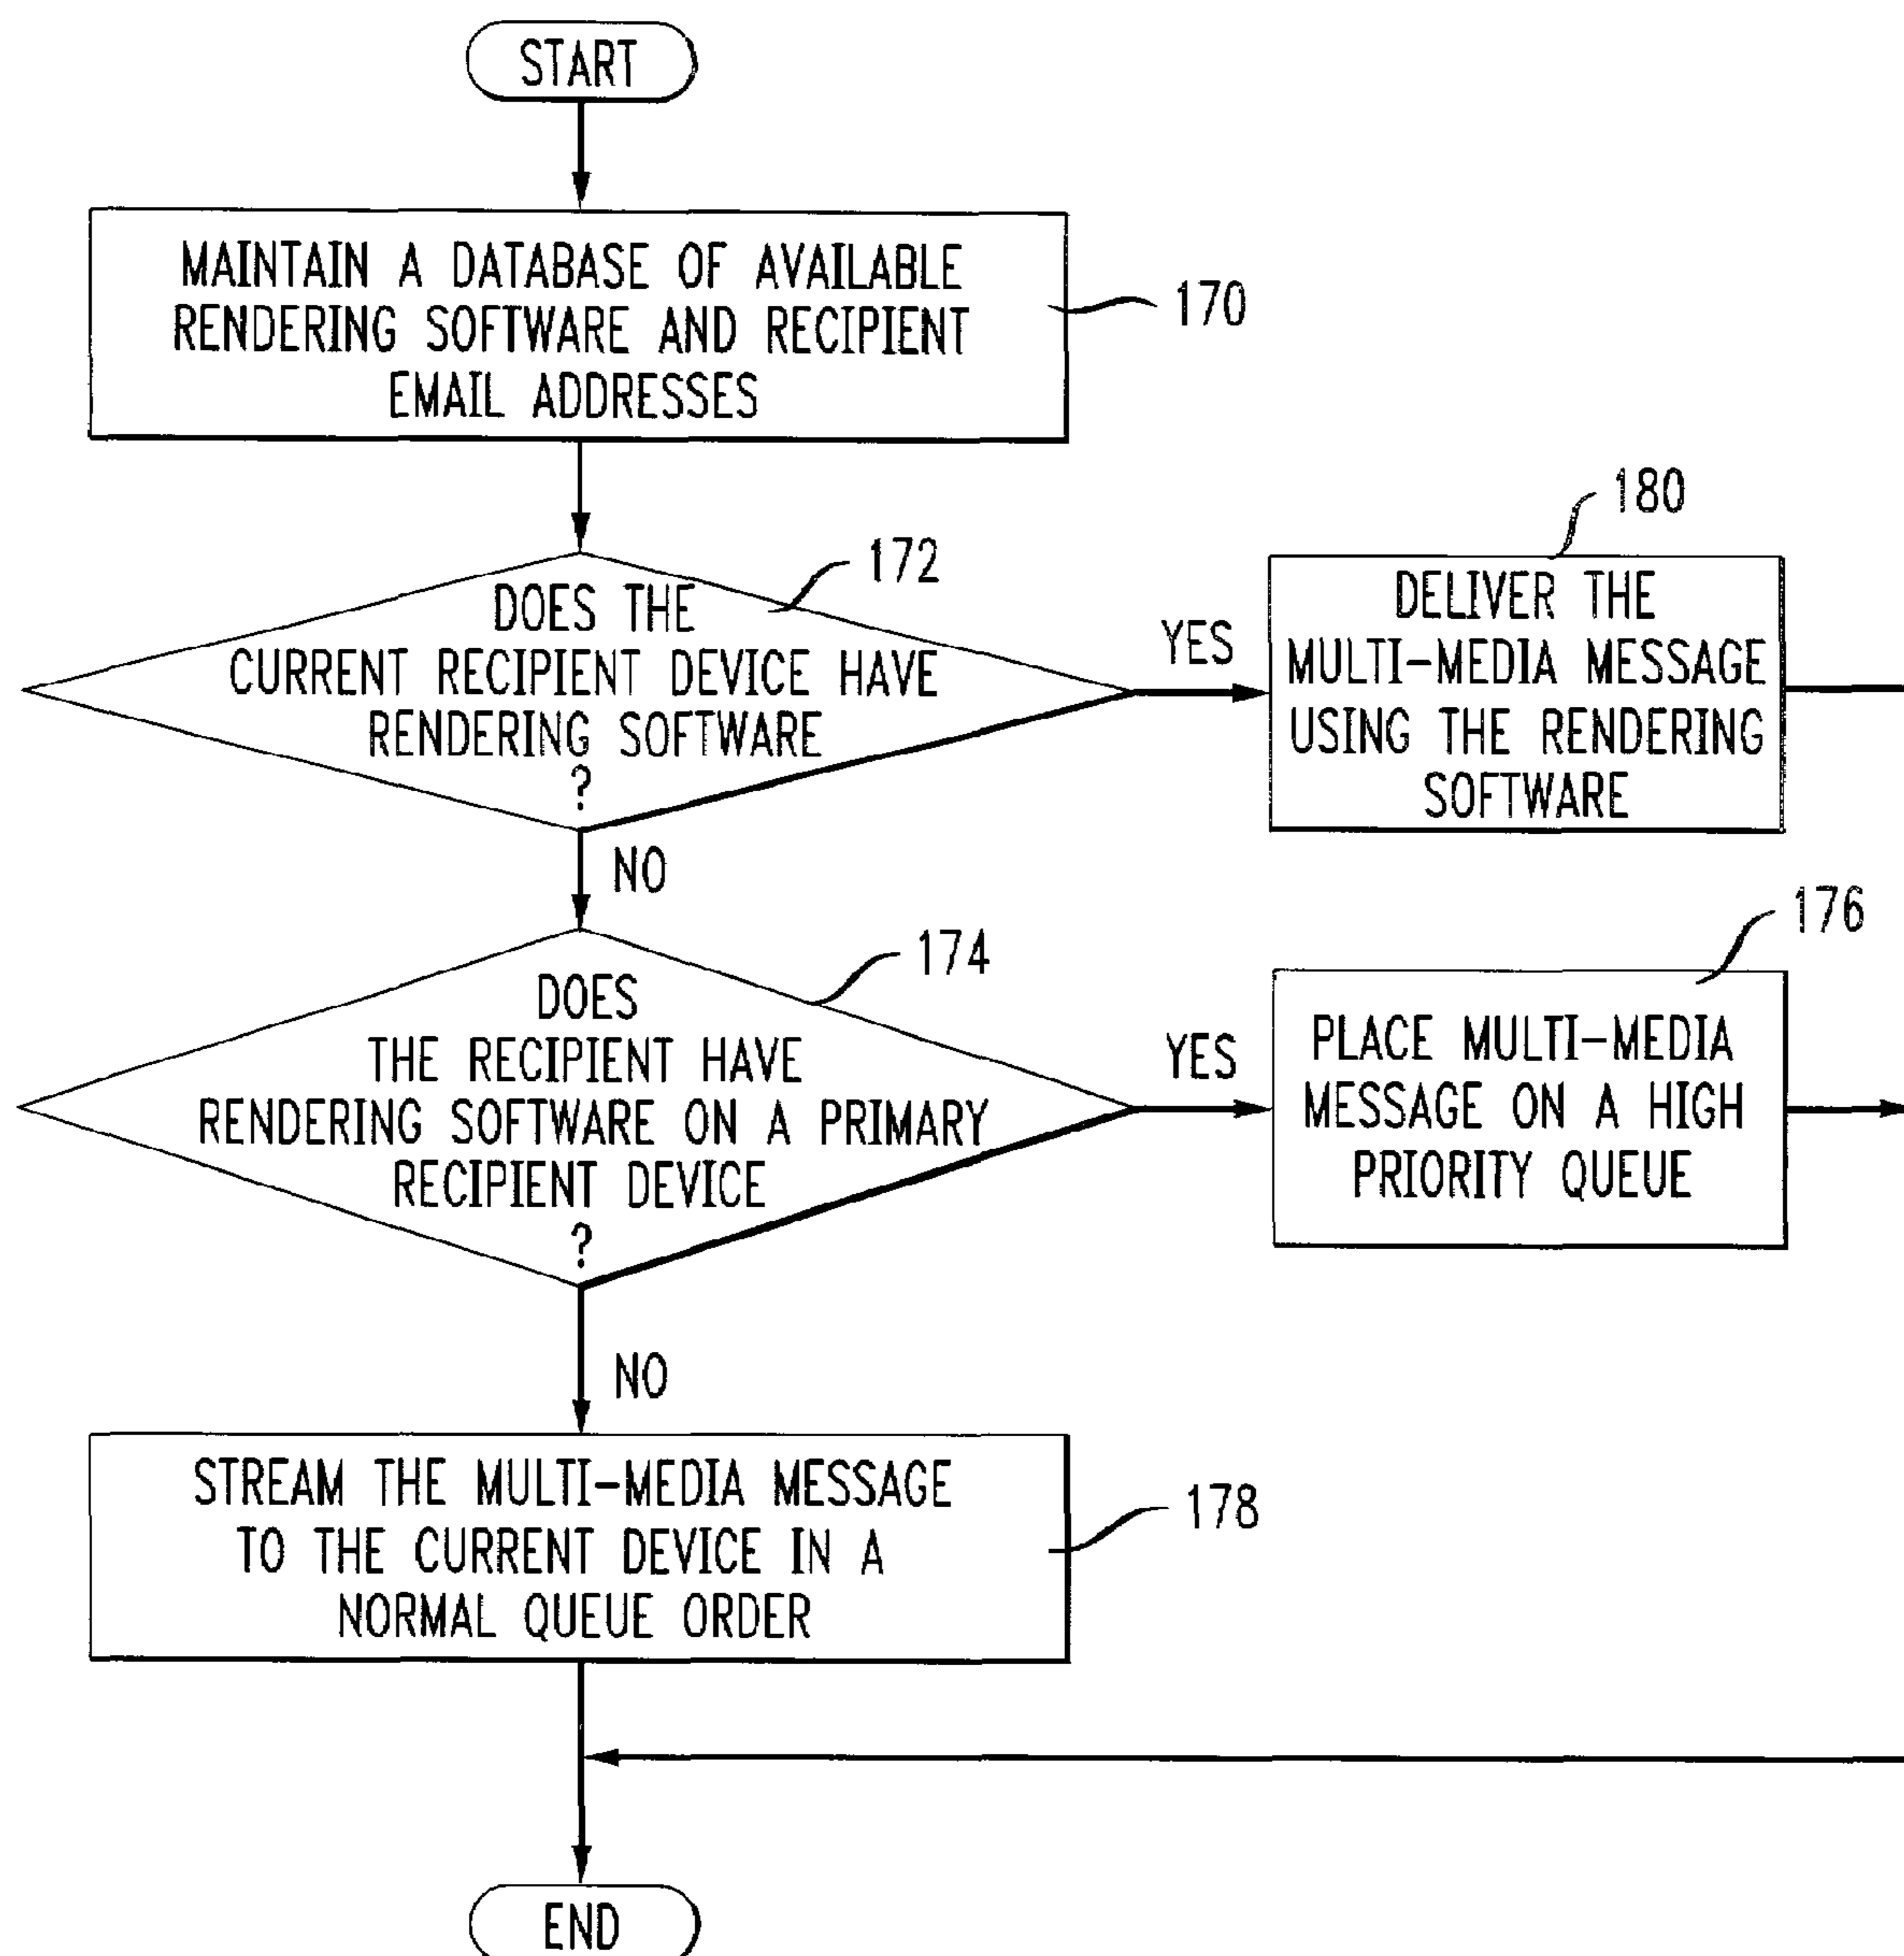 START
MAINTAIN A DATABASE OF AVAILABLE
RENDERING SOFTWARE AND RECIPIENT
EMAIL ADDRESSES
170
172
DOES THE
CURRENT RECIPIENT DEVICE HAVE
RENDERING SOFTWARE
?
YES
180
DELIVER THE
MULTI-MEDIA MESSAGE
USING THE RENDERING
SOFTWARE
NO
174
DOES
THE RECIPIENT HAVE
RENDERING SOFTWARE ON A PRIMARY
RECIPIENT DEVICE
?
YES
176
PLACE MULTI-MEDIA
MESSAGE ON A HIGH
PRIORITY QUEUE
NO
STREAM THE MULTI-MEDIA MESSAGE
TO THE CURRENT DEVICE IN A
NORMAL QUEUE ORDER
178
END